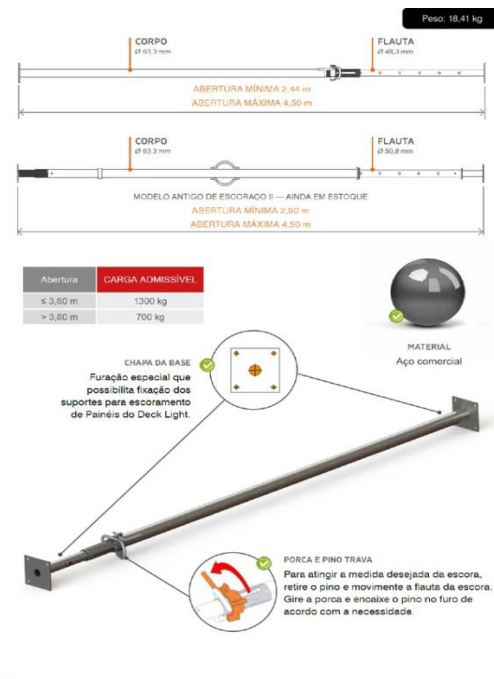 Peso: 18,41 kg
CORPO
Ø 60,3 mm
FLAUTA
Ø 48,3 mm
ABERTURA MÍNIMA 2,44 m
ABERTURA MÁXIMA 4,50 m
CORPO
Ø 60,3 mm
FLAUTA
Ø 50,8 mm
MODELO ANTIGO DE ESCORAÇO II — AINDA EM ESTOQUE
ABERTURA MÍNIMA 2,90 m
ABERTURA MÁXIMA 4,50 m
Abertura CARGA ADMISSÍVEL
≤ 3,80 m 1300 kg
> 3,80 m 700 kg
MATERIAL
Aço comercial
CHAPA DA BASE
Furação especial que
possibilita fixação dos
suportes para escoramento
de Painéis do Deck Light.
PORCA E PINO TRAVA
Para atingir a medida desejada da escora,
retire o pino e movimente a flauta da escora.
Gire a porca e encaixe o pino no furo de
acordo com a necessidade.